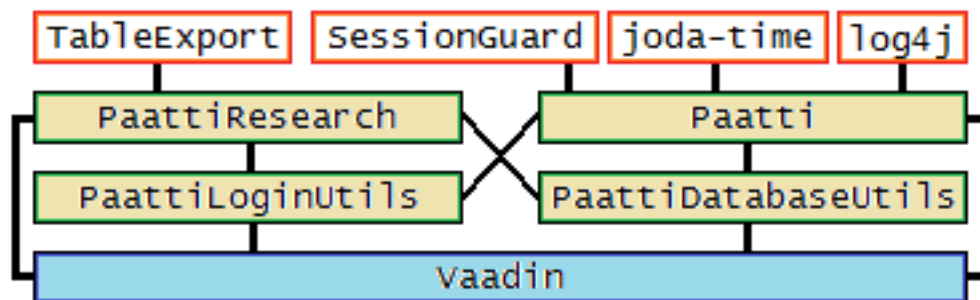 TableExport
SessionGuard
joda-time
log4j
PaattiResearch
Paatti
PaattiLoginUtils
PaattiDatabaseUtils
Vaadin